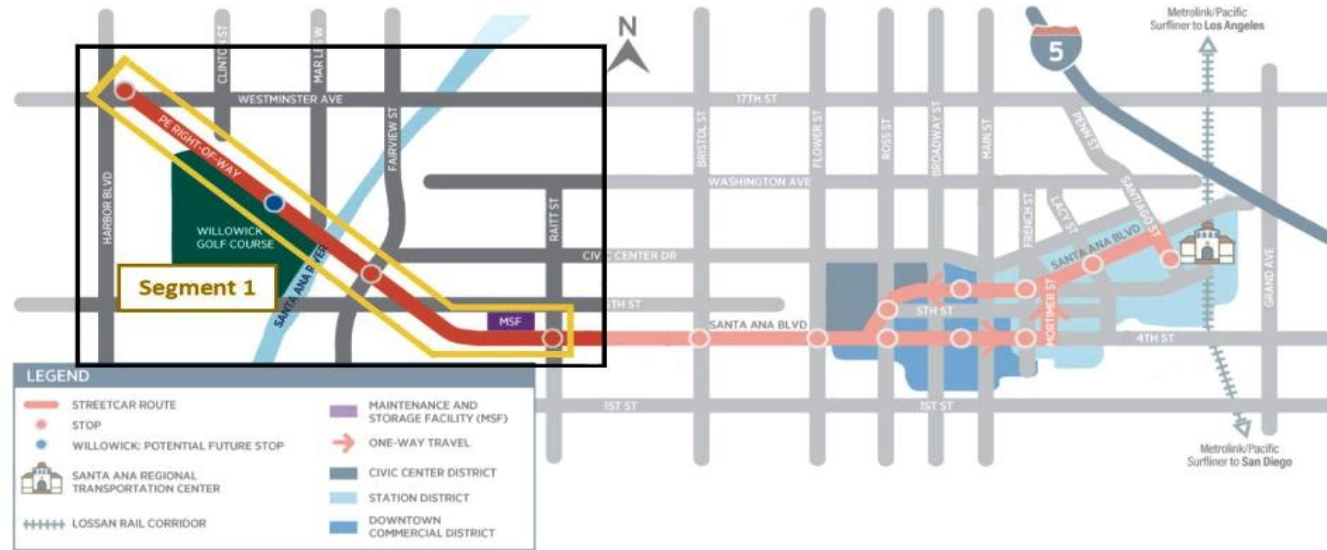 Metrolink/Pacific
Surfliner to Los Angeles
N
5
CLINTON ST
MAR LES W
WESTMINSTER AVE
17TH ST
PE RIGHT-OF-WAY
HARBOR BLVD
FAIRVIEW ST
BRISTOL ST
FLOWER ST
ROSS ST
BROADWAY ST
MAIN ST
PENN ST
WASHINGTON AVE
SANTIAGO ST
LACY ST
FRENCH ST
RAITT ST
WILLOWICK
GOLF COURSE
CIVIC CENTER DR
SANTA ANA BLVD
GRAND AVE
Segment 1
SANTA ANA RIVER
5TH ST
MSF
SANTA ANA BLVD
5TH ST
MORTIMER ST
4TH ST
1ST ST
1ST ST
Metrolink/Pacific
Surfliner to San Diego
LEGEND
STREETCAR ROUTE
STOP
WILLOWICK: POTENTIAL FUTURE STOP
SANTA ANA REGIONAL
TRANSPORTATION CENTER
LOSSAN RAIL CORRIDOR
MAINTENANCE AND
STORAGE FACILITY (MSF)
ONE-WAY TRAVEL
CIVIC CENTER DISTRICT
STATION DISTRICT
DOWNTOWN
COMMERCIAL DISTRICT